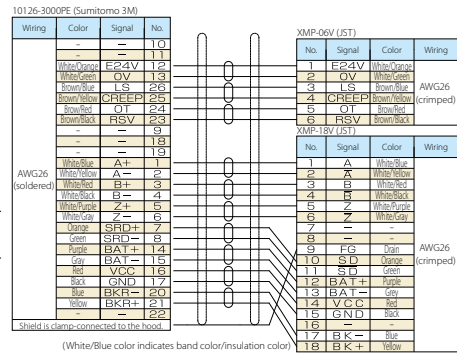 10126-3000PE (Sumitomo 3M)
Wiring Color Signal No.
– — 10
– — 11
White/Orange E24V 12
White/Green 0V 13
Brown/Blue LS 26
Brown/Yellow CREEP 25
Brow/Red OT 24
Brown/Black RSV 23
– — 9
– — 18
– — 19
White/Blue A+ 1
White/Yellow A− 2
White/Red B+ 3
White/Black B− 4
White/Purple Z+ 5
White/Gray Z− 6
Orange SRD+ 7
Green SRD− 8
Purple BAT+ 14
Gray BAT− 15
Red VCC 16
Black GND 17
Blue BKR− 20
Yellow BKR+ 21
– — 22
AWG26
(soldered)
Shield is clamp-connected to the hood.
XMP-06V (JST)
No. Signal Color Wiring
1 E24V White/Orange
2 0V White/Green
3 LS Brown/Blue
4 CREEP Brown/Yellow
5 OT Brow/Red
6 RSV Brown/Black
AWG26
(crimped)
XMP-18V (JST)
No. Signal Color Wiring
1 A White/Blue
2 A̅ White/Yellow
3 B White/Red
4 B̅ White/Black
5 Z White/Purple
6 Z̅ White/Gray
7 — –
8 — –
9 FG Drain
10 SD Orange
11 S̅D̅ Green
12 BAT+ Purple
13 BAT− Grey
14 VCC Red
15 GND Black
16 — –
17 BK− Blue
18 BK+ Yellow
AWG26
(crimped)
(White/Blue color indicates band color/insulation color)